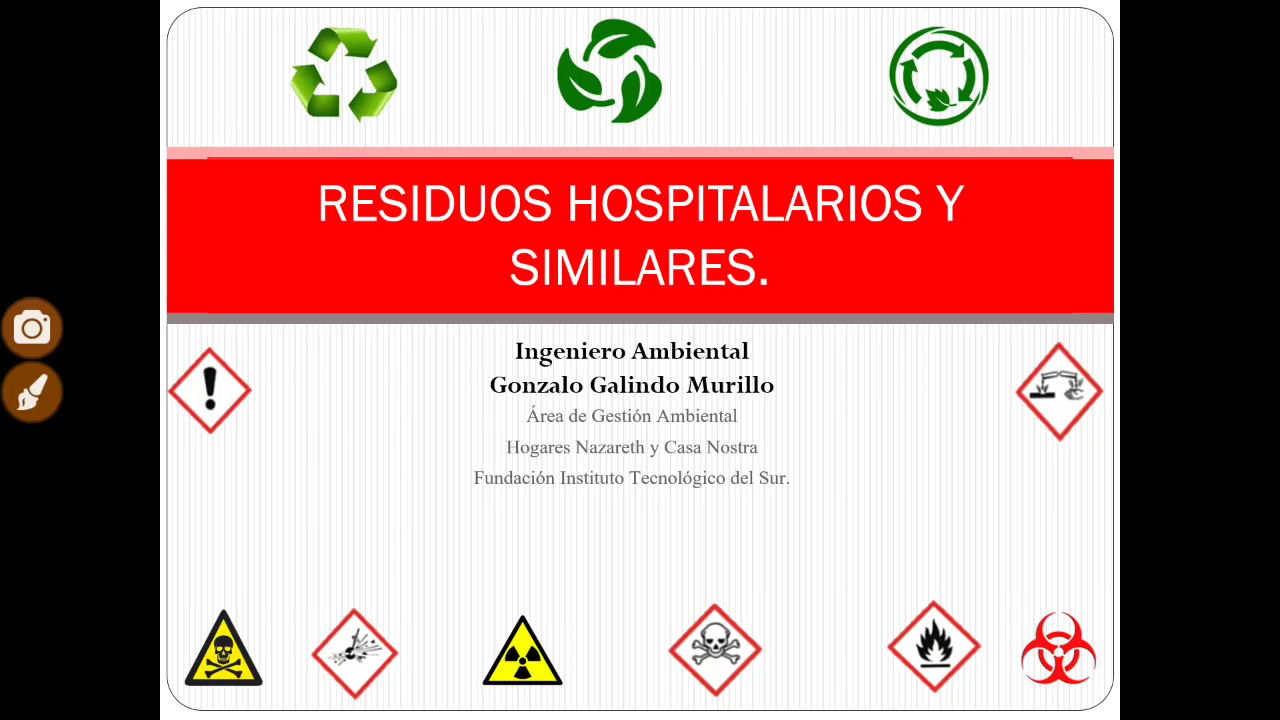 RESIDUOS HOSPITALARIOS Y
SIMILARES.
Ingeniero Ambiental
Gonzalo Galindo Murillo
Área de Gestión Ambiental
Hogares Nazareth y Casa Nostra
Fundación Instituto Tecnológico del Sur.